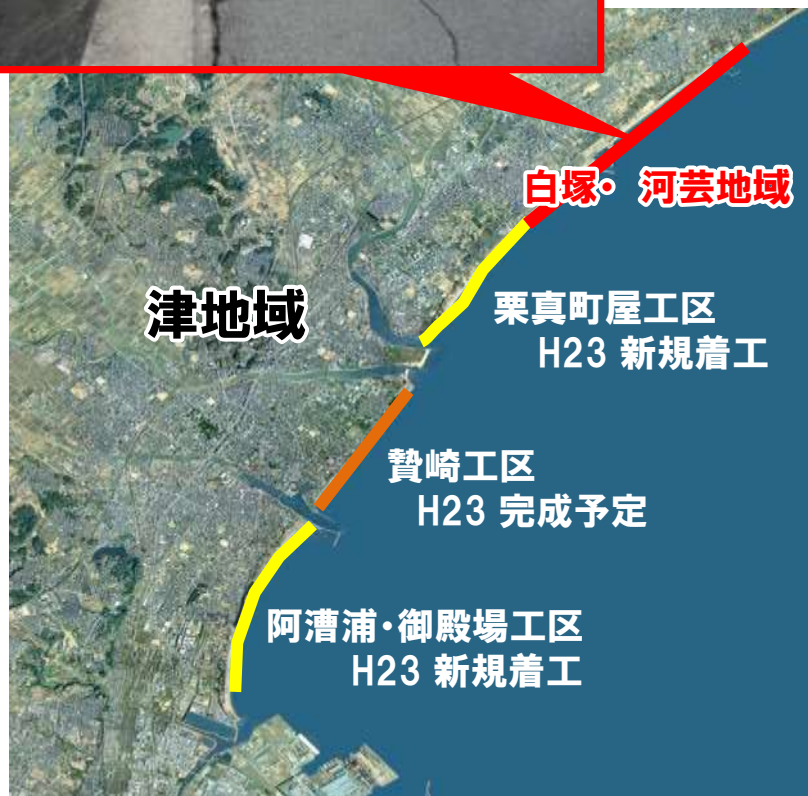 白塚・ 河芸地域
津地域
栗真町屋工区
H23 新規着工
贄崎工区
H23 完成予定
阿漕浦・御殿場工区
H23 新規着工